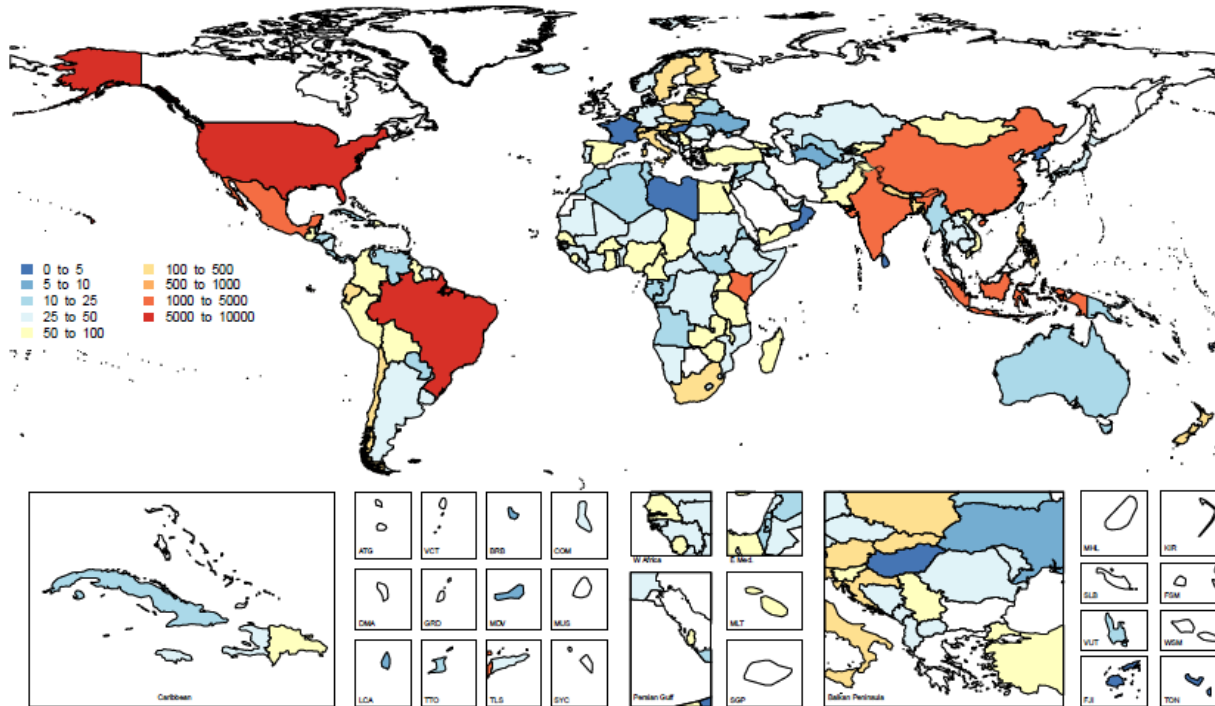 0 to 5
5 to 10
10 to 25
25 to 50
50 to 100
100 to 500
500 to 1000
1000 to 5000
5000 to 10000
Caribbean
ATG
VCT
BRB
COM
DMA
GRD
MDV
MUS
LCA
TTO
TLS
SYC
W Africa
E Med.
Persian Gulf
MLT
SGP
Balkan Peninsula
MHL
KIR
SLB
FSM
VUT
WSM
FJI
TON